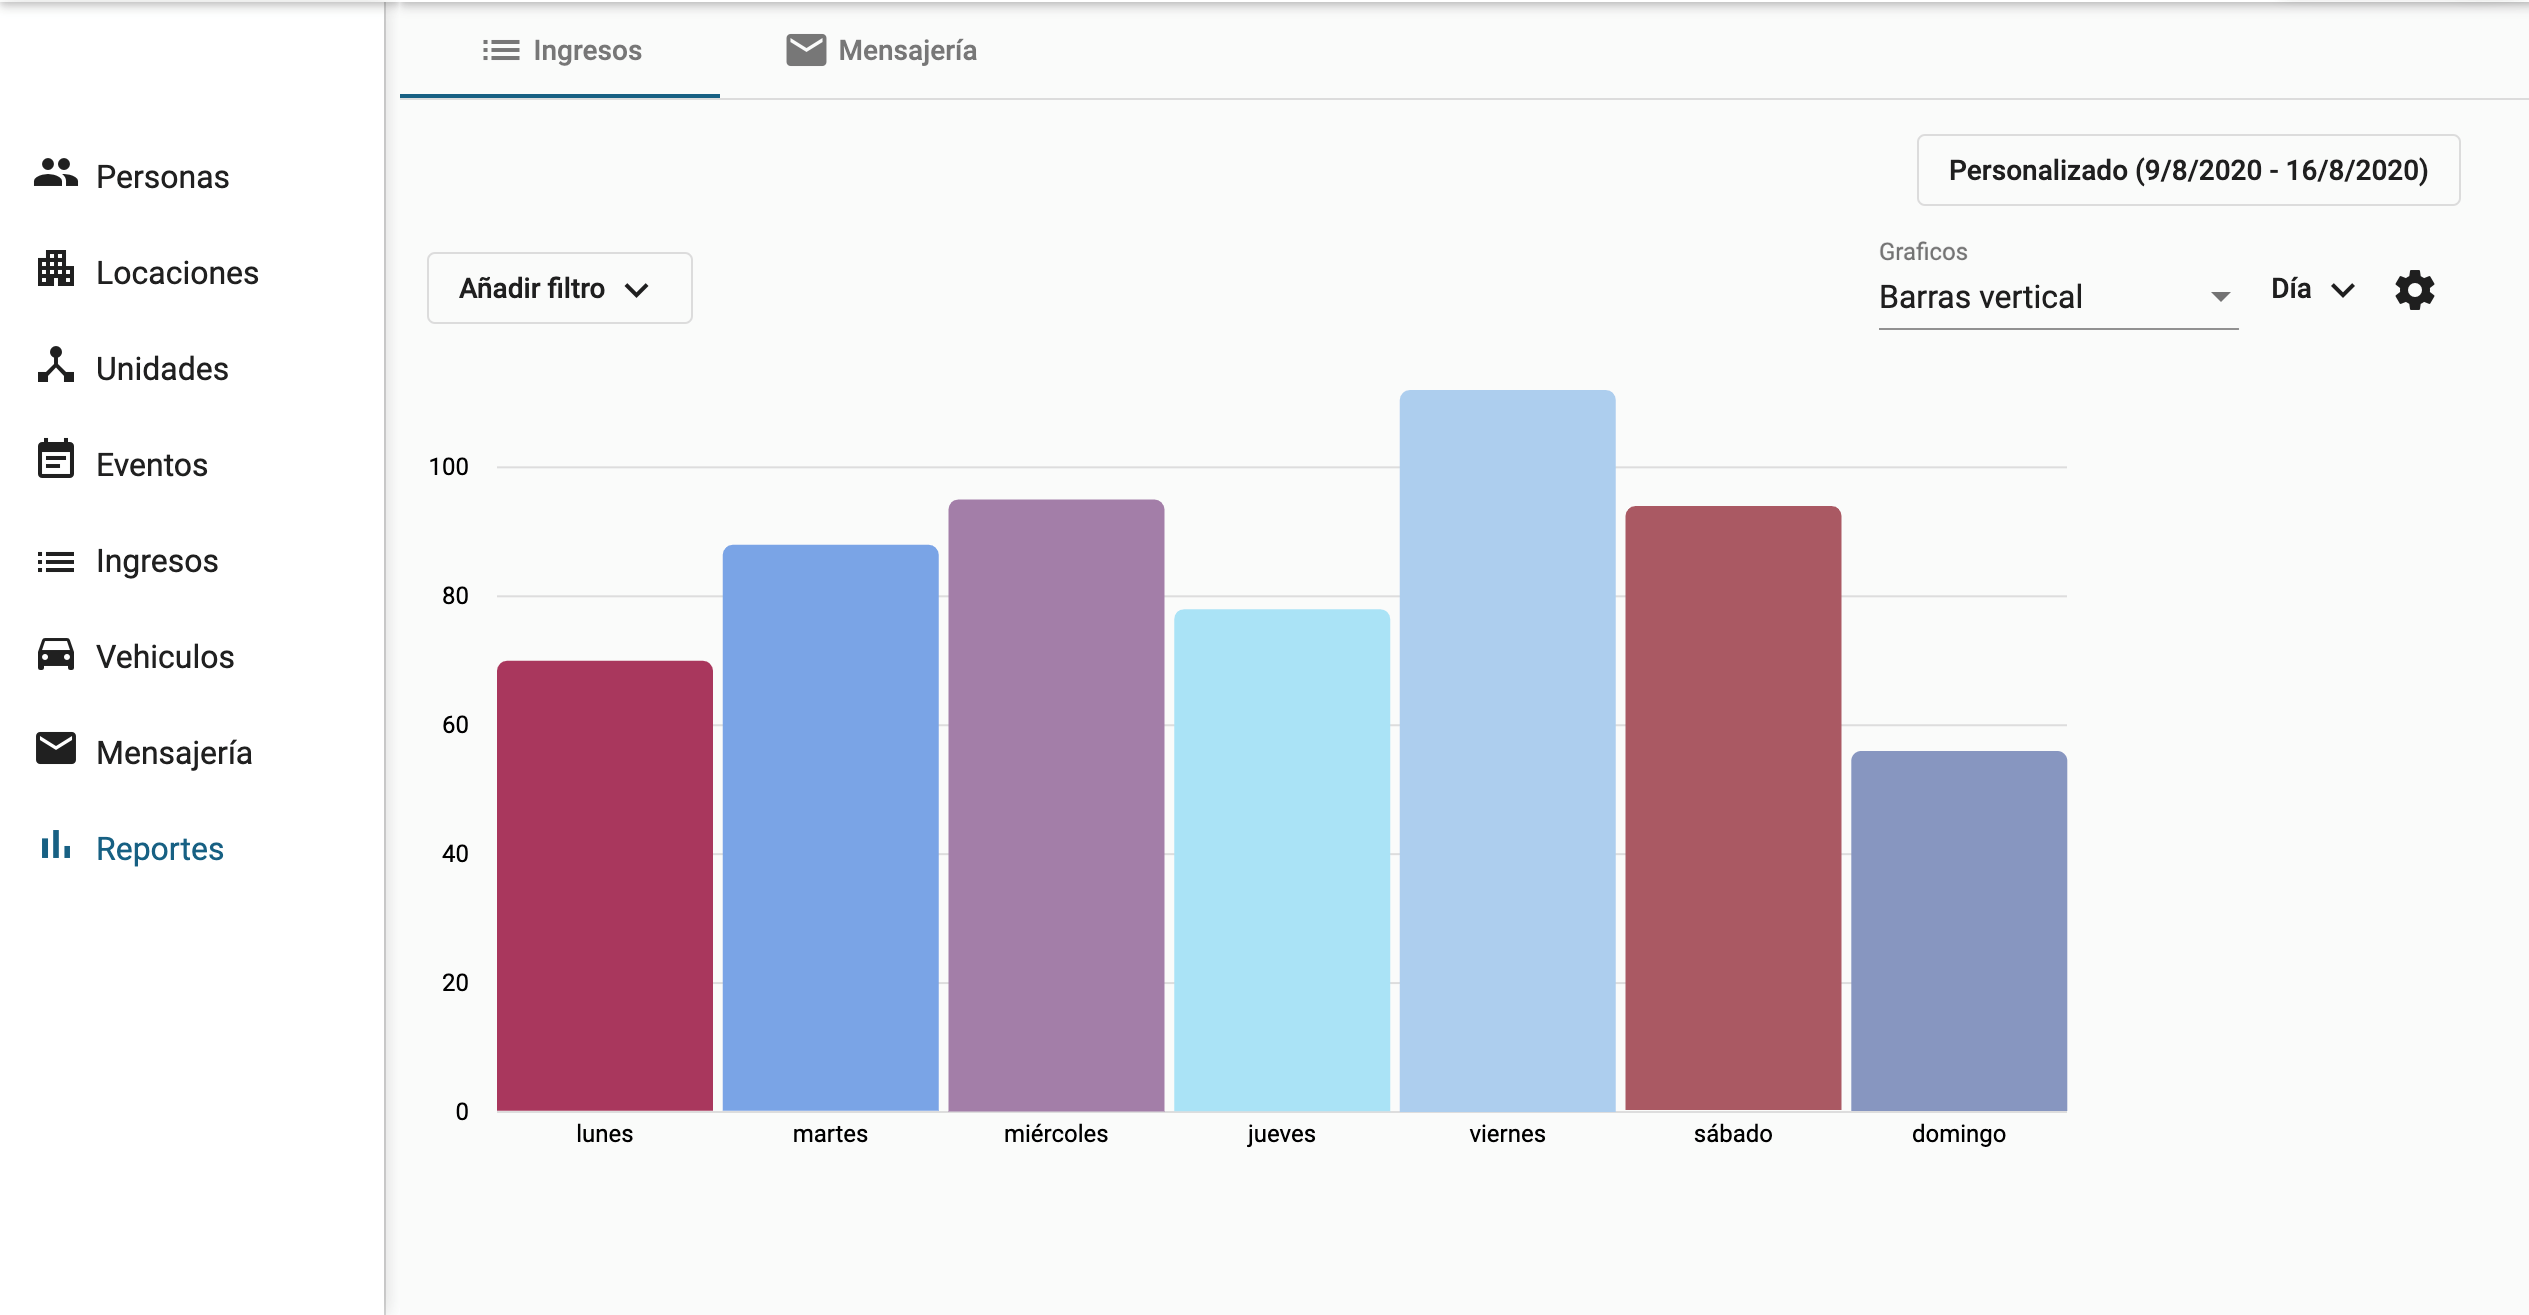 Ingresos
Mensajería
Personas
Locaciones
Unidades
Eventos
Ingresos
Vehiculos
Mensajería
Reportes
Personalizado (9/8/2020 - 16/8/2020)
Añadir filtro
Graficos
Barras vertical
Día
100
80
60
40
20
0
lunes martes miércoles jueves viernes sábado domingo